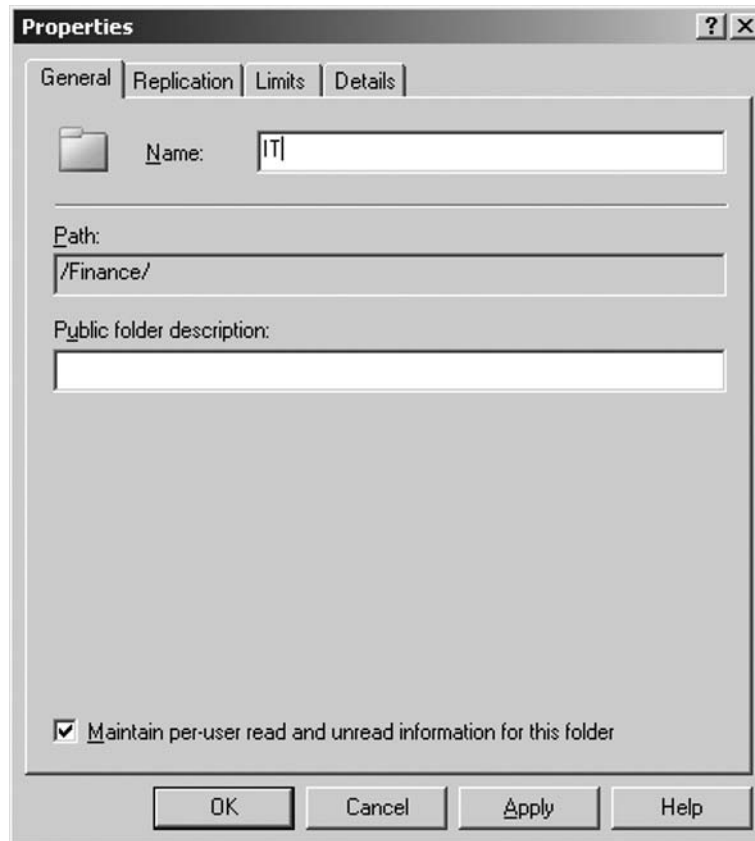 Properties
General Replication Limits Details
Name: IT
Path:
/Finance/
Public folder description:
Maintain per-user read and unread information for this folder
OK Cancel Apply Help